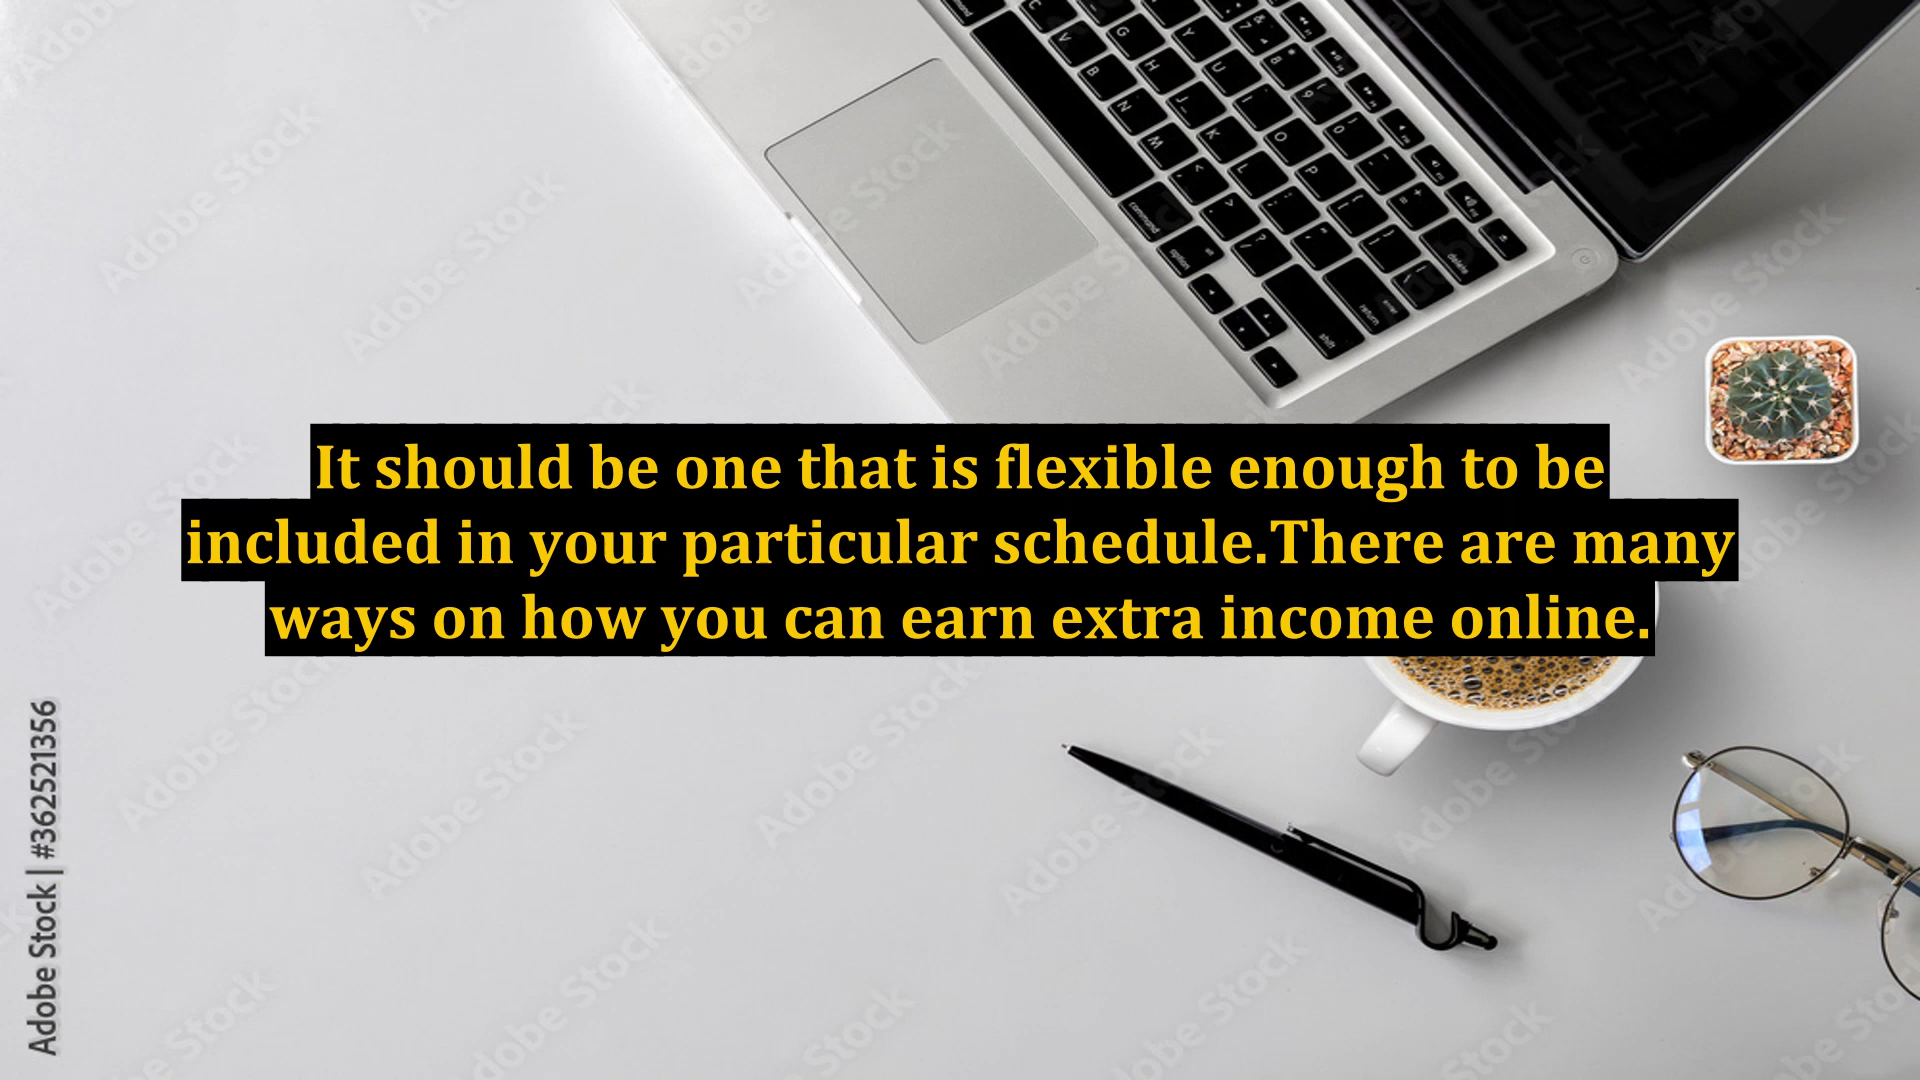 It should be one that is flexible enough to be
included in your particular schedule.There are many
ways on how you can earn extra income online.
Adobe Stock | #362521356